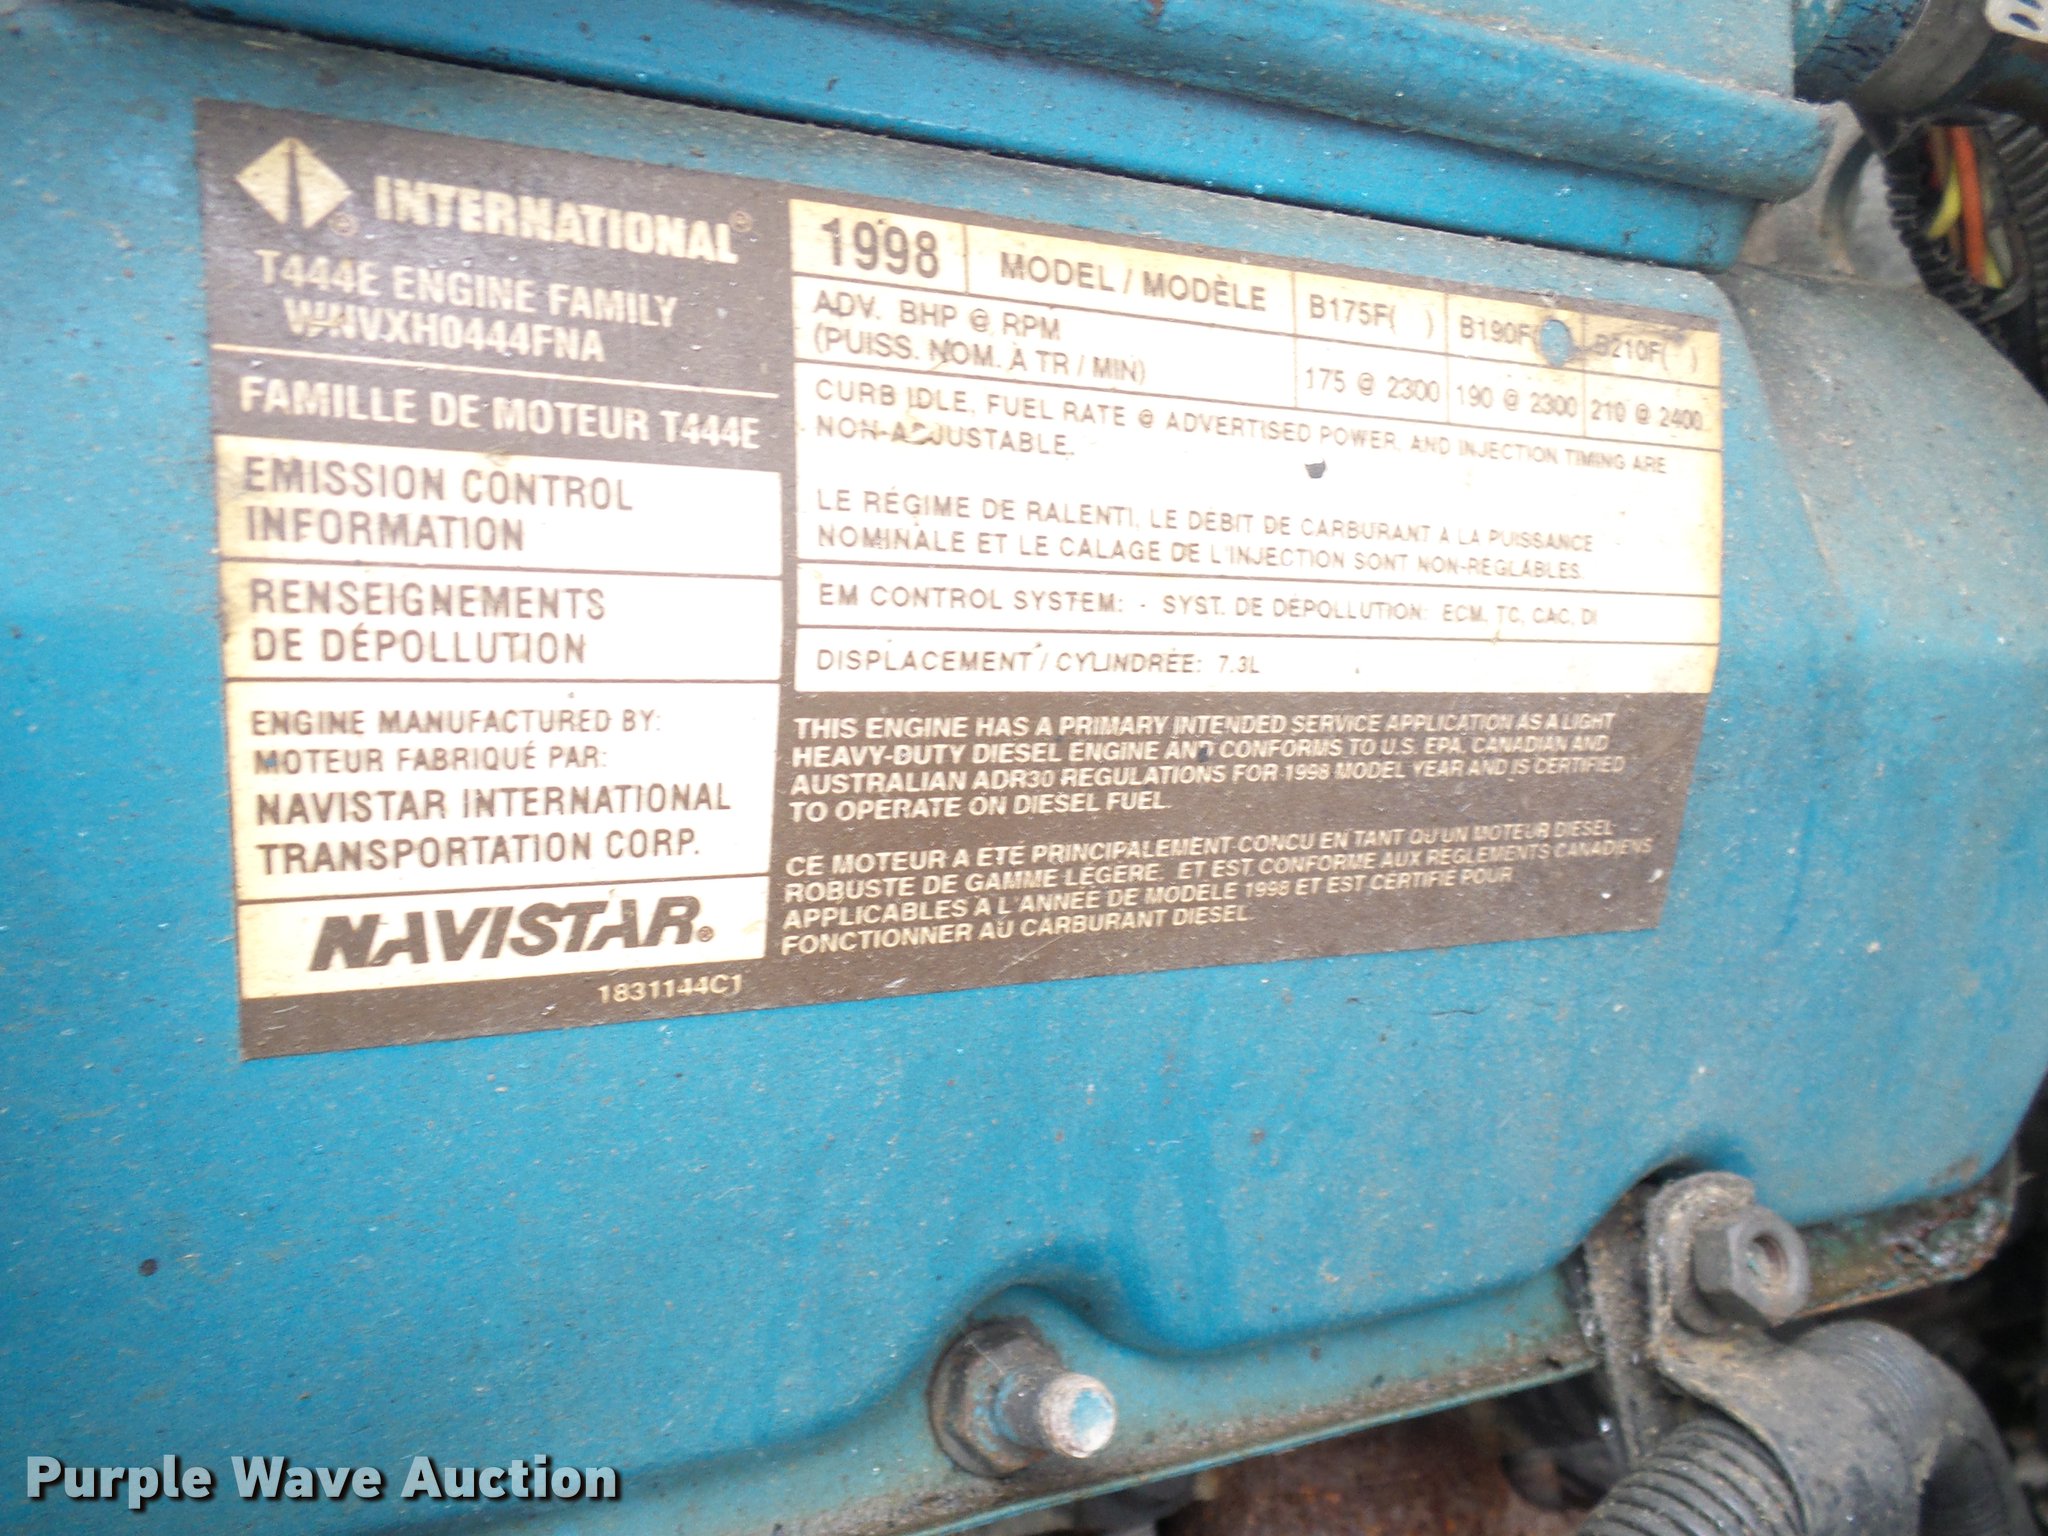 INTERNATIONAL®
T444E ENGINE FAMILY
WNVXH0444FNA
FAMILLE DE MOTEUR T444E
EMISSION CONTROL
INFORMATION
RENSEIGNEMENTS
DE DÉPOLLUTION
ENGINE MANUFACTURED BY:
MOTEUR FABRIQUÉ PAR:
NAVISTAR INTERNATIONAL
TRANSPORTATION CORP.
NAVISTAR®
1831144C1
1998 MODEL / MODÈLE B175F( ) B190F( B210F( )
ADV. BHP @ RPM
(PUISS. NOM. À TR / MIN) 175 @ 2300 190 @ 2300 210 @ 2400
CURB IDLE, FUEL RATE @ ADVERTISED POWER, AND INJECTION TIMING ARE
NON-ADJUSTABLE.
LE RÉGIME DE RALENTI, LE DÉBIT DE CARBURANT À LA PUISSANCE
NOMINALE ET LE CALAGE DE L'INJECTION SONT NON-RÉGLABLES.
EM CONTROL SYSTEM: - SYST. DE DÉPOLLUTION: ECM, TC, CAC, DI
DISPLACEMENT / CYLINDRÉE: 7.3L
THIS ENGINE HAS A PRIMARY INTENDED SERVICE APPLICATION AS A LIGHT
HEAVY-DUTY DIESEL ENGINE AND CONFORMS TO U.S. EPA, CANADIAN AND
AUSTRALIAN ADR30 REGULATIONS FOR 1998 MODEL YEAR AND IS CERTIFIED
TO OPERATE ON DIESEL FUEL.
CE MOTEUR A ÉTÉ PRINCIPALEMENT CONCU EN TANT QU'UN MOTEUR DIESEL
ROBUSTE DE GAMME LÉGÈRE, ET EST CONFORME AUX RÈGLEMENTS CANADIENS
APPLICABLES À L'ANNÉE DE MODÈLE 1998 ET EST CERTIFIÉ POUR
FONCTIONNER AU CARBURANT DIESEL.
Purple Wave Auction